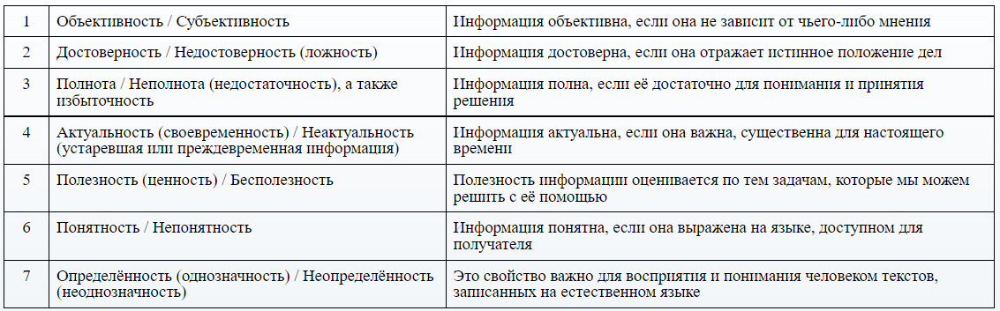 1 Объективность / Субъективность Информация объективна, если она не зависит от чьего-либо мнения
2 Достоверность / Недостоверность (ложность) Информация достоверна, если она отражает истинное положение дел
3 Полнота / Неполнота (недостаточность), а также Информация полна, если её достаточно для понимания и принятия
избыточность решения
4 Актуальность (своевременность) / Неактуальность Информация актуальна, если она важна, существенна для настоящего
(устаревшая или преждевременная информация) времени
5 Полезность (ценность) / Бесполезность Полезность информации оценивается по тем задачам, которые мы можем
решить с её помощью
6 Понятность / Непонятность Информация понятна, если она выражена на языке, доступном для
получателя
7 Определённость (однозначность) / Неопределённость Это свойство важно для восприятия и понимания человеком текстов,
(неоднозначность) записанных на естественном языке